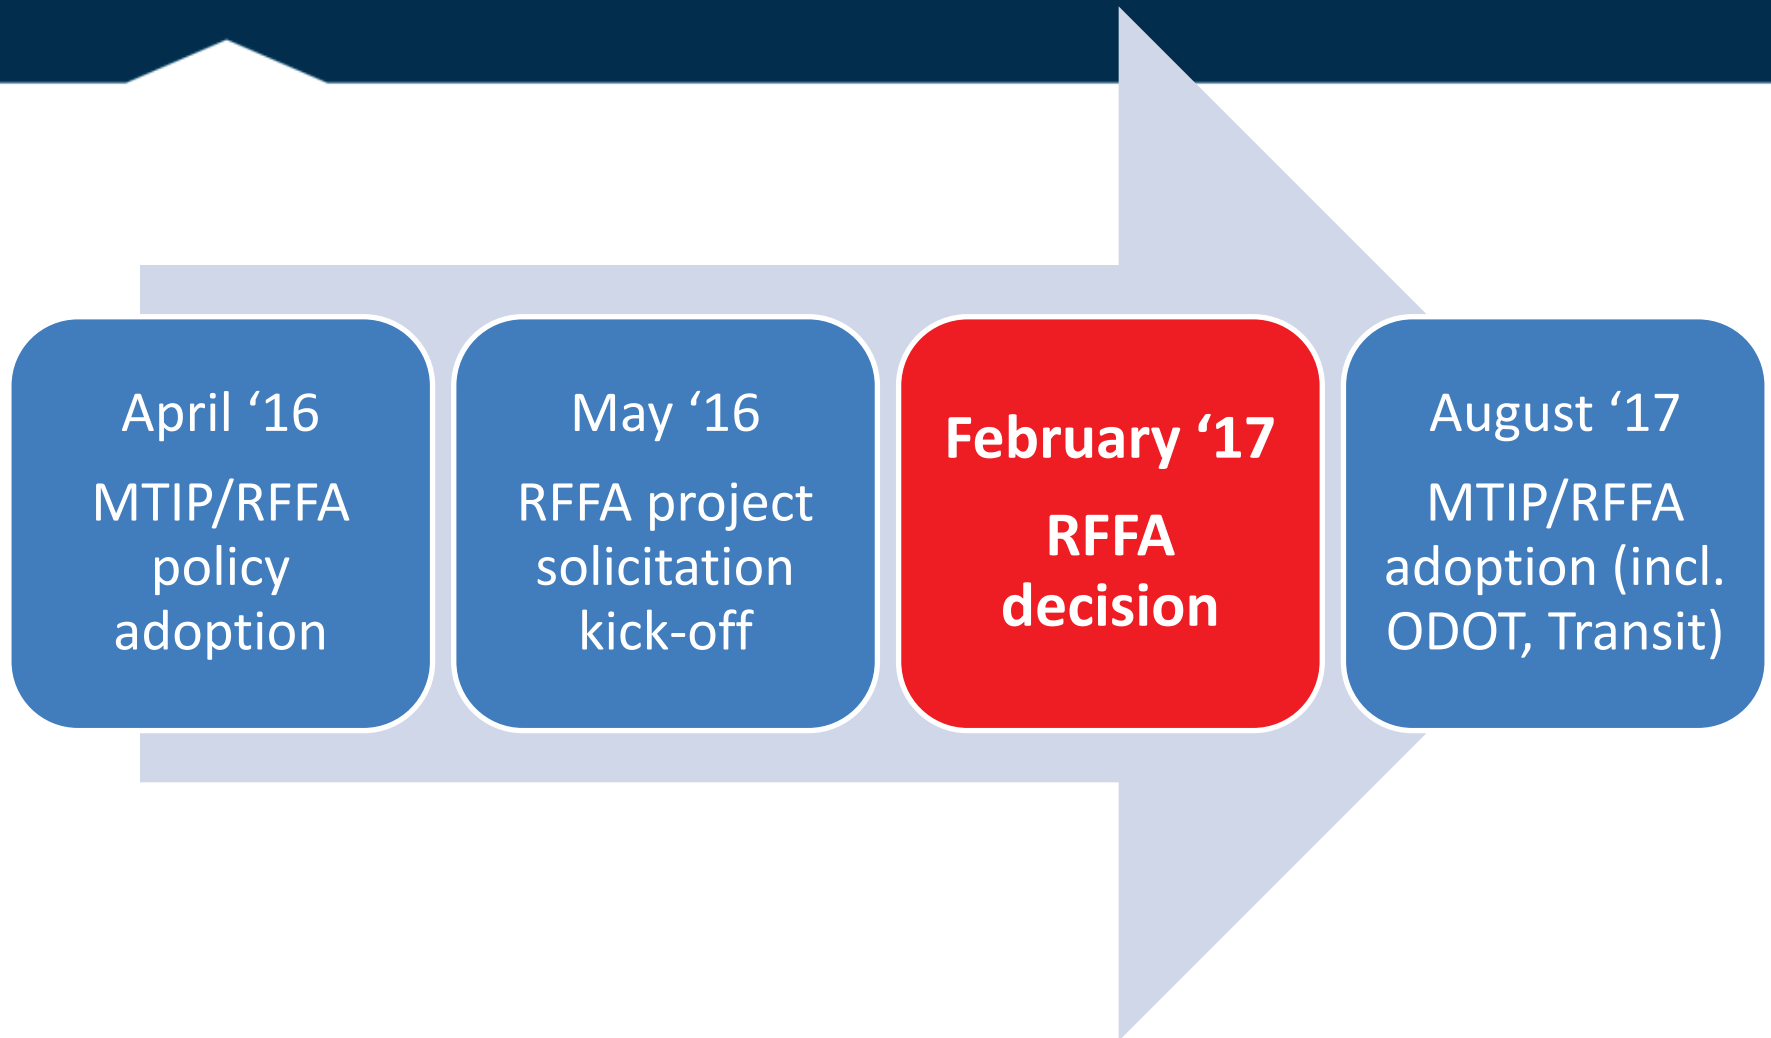 April ‘16
MTIP/RFFA
policy
adoption
May ‘16
RFFA project
solicitation
kick-off
February ‘17
RFFA
decision
August ‘17
MTIP/RFFA
adoption (incl.
ODOT, Transit)